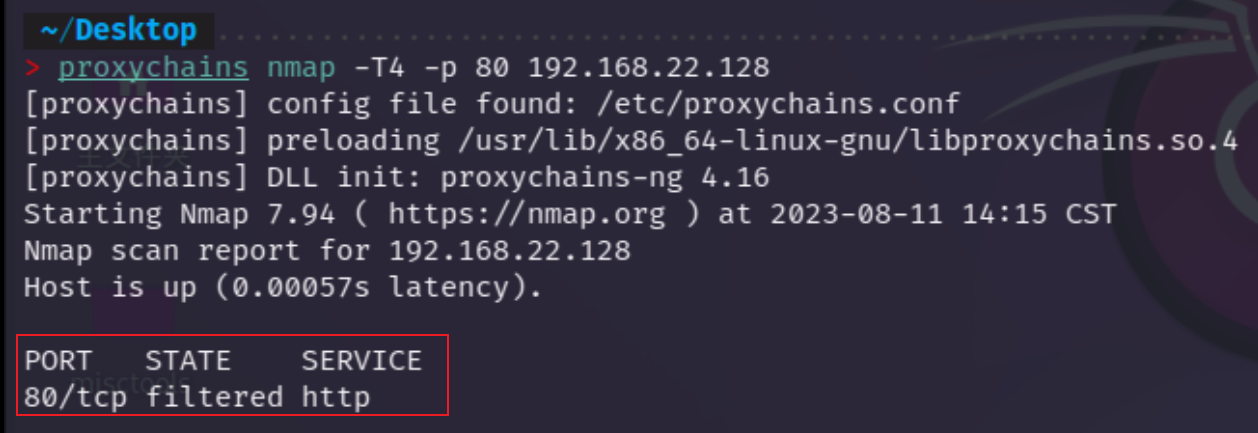 ~/Desktop
> proxychains nmap -T4 -p 80 192.168.22.128
[proxychains] config file found: /etc/proxychains.conf
[proxychains] preloading /usr/lib/x86_64-linux-gnu/libproxychains.so.4
[proxychains] DLL init: proxychains-ng 4.16
Starting Nmap 7.94 ( https://nmap.org ) at 2023-08-11 14:15 CST
Nmap scan report for 192.168.22.128
Host is up (0.00057s latency).
PORT   STATE    SERVICE
misctools
80/tcp filtered http